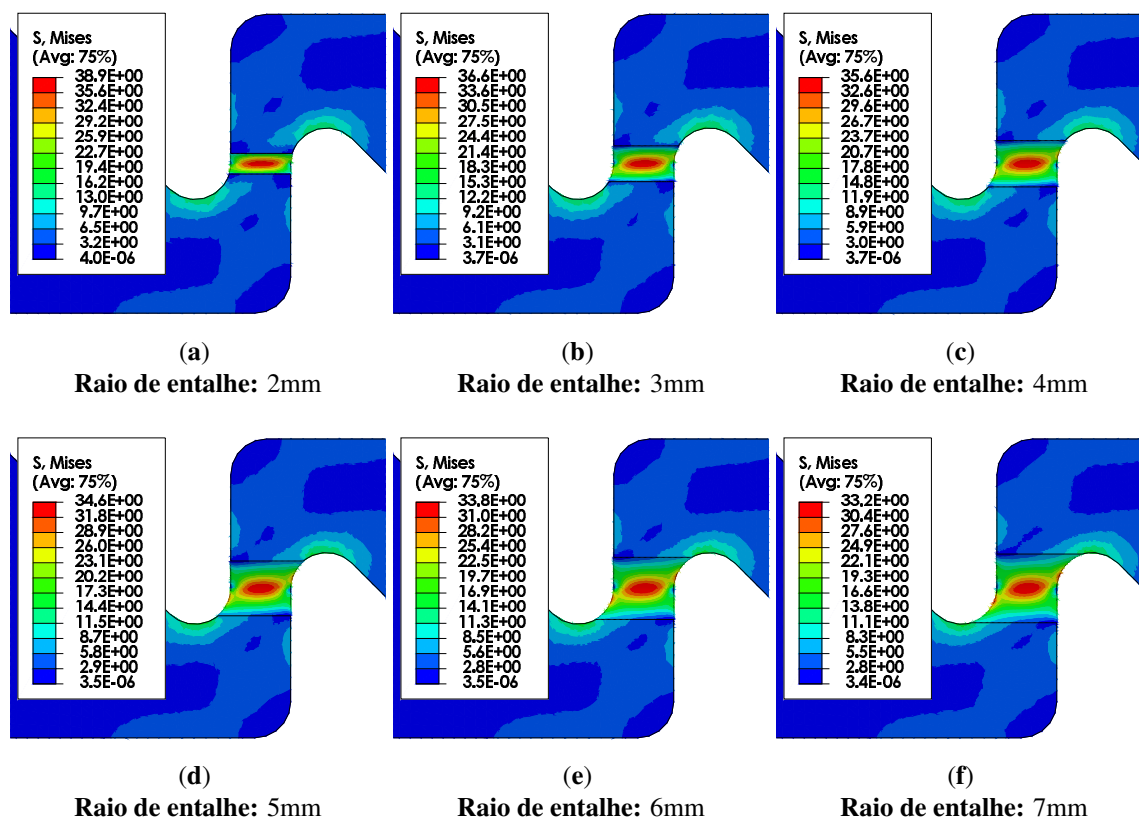 S, Mises
(Avg: 75%)
38.9E+00
35.6E+00
32.4E+00
29.2E+00
25.9E+00
22.7E+00
19.4E+00
16.2E+00
13.0E+00
9.7E+00
6.5E+00
3.2E+00
4.0E-06
(a)
Raio de entalhe: 2mm
S, Mises
(Avg: 75%)
36.6E+00
33.6E+00
30.5E+00
27.5E+00
24.4E+00
21.4E+00
18.3E+00
15.3E+00
12.2E+00
9.2E+00
6.1E+00
3.1E+00
3.7E-06
(b)
Raio de entalhe: 3mm
S, Mises
(Avg: 75%)
35.6E+00
32.6E+00
29.6E+00
26.7E+00
23.7E+00
20.7E+00
17.8E+00
14.8E+00
11.9E+00
8.9E+00
5.9E+00
3.0E+00
3.7E-06
(c)
Raio de entalhe: 4mm
S, Mises
(Avg: 75%)
34.6E+00
31.8E+00
28.9E+00
26.0E+00
23.1E+00
20.2E+00
17.3E+00
14.4E+00
11.5E+00
8.7E+00
5.8E+00
2.9E+00
3.5E-06
(d)
Raio de entalhe: 5mm
S, Mises
(Avg: 75%)
33.8E+00
31.0E+00
28.2E+00
25.4E+00
22.5E+00
19.7E+00
16.9E+00
14.1E+00
11.3E+00
8.5E+00
5.6E+00
2.8E+00
3.5E-06
(e)
Raio de entalhe: 6mm
S, Mises
(Avg: 75%)
33.2E+00
30.4E+00
27.6E+00
24.9E+00
22.1E+00
19.3E+00
16.6E+00
13.8E+00
11.1E+00
8.3E+00
5.5E+00
2.8E+00
3.4E-06
(f)
Raio de entalhe: 7mm